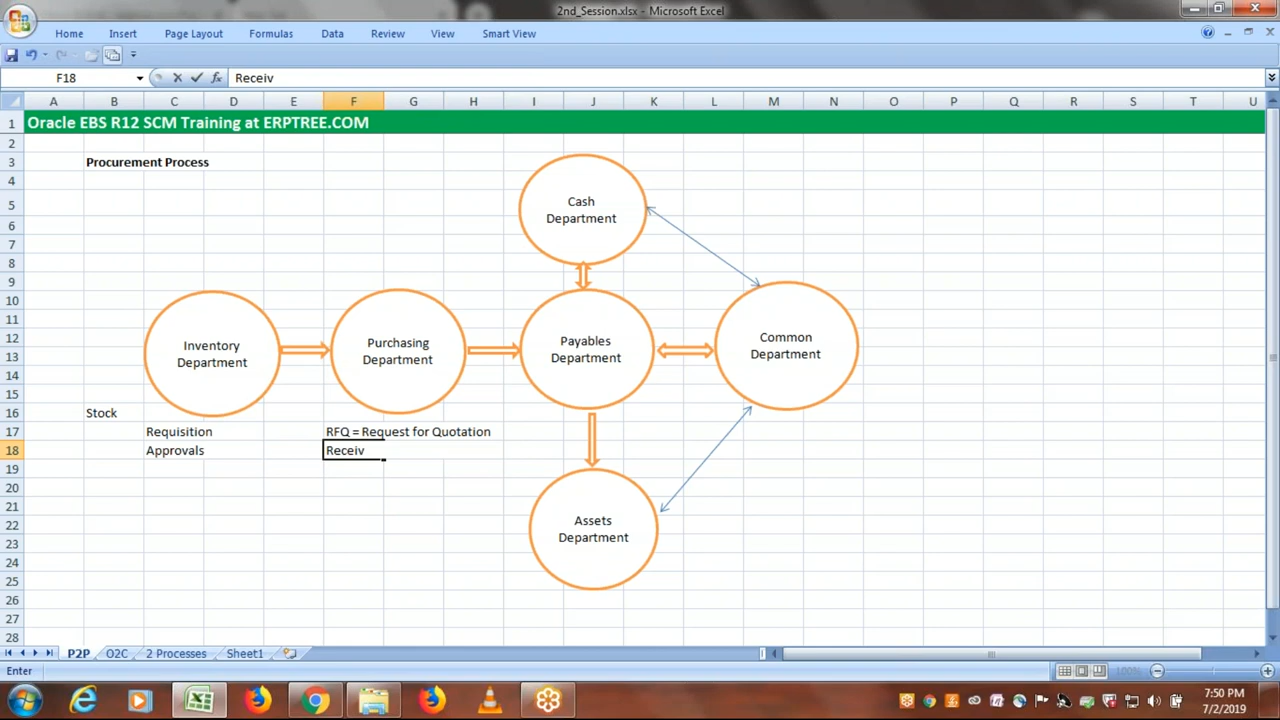 2nd_Session.xlsx - Microsoft Excel
Home Insert Page Layout Formulas Data Review View Smart View
F18 fx Receiv
A B C D E F G H I J K L M N O P Q R S T U
1 Oracle EBS R12 SCM Training at ERPTREE.COM
2
3 Procurement Process
4
5
6
7
8
9
10
11
12
13
14
15
16
17
18
19
20
21
22
23
24
25
26
27
28
Cash
Department
Inventory
Department
Purchasing
Department
Payables
Department
Common
Department
Stock
Requisition RFQ = Request for Quotation
Approvals Receiv
Assets
Department
P2P O2C 2 Processes Sheet1
Enter 100%
7:50 PM
7/2/2019